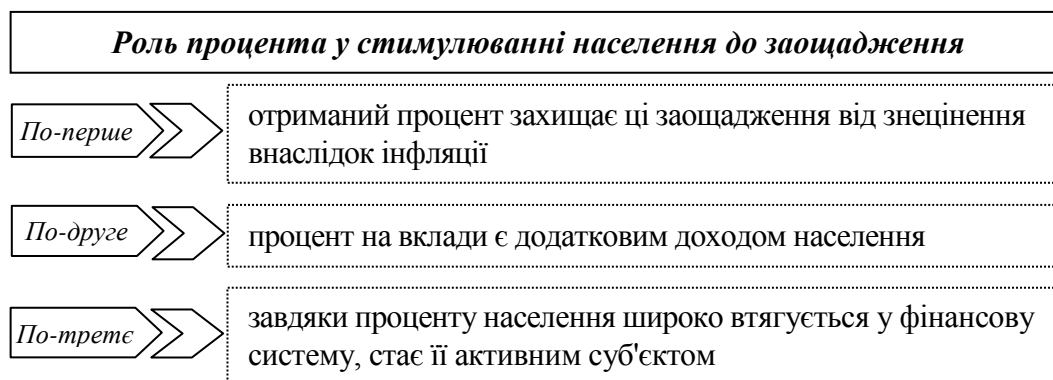 Роль процента у стимулюванні населення до заощадження
По-перше
отриманий процент захищає ці заощадження від знецінення
внаслідок інфляції
По-друге
процент на вклади є додатковим доходом населення
По-третє
завдяки проценту населення широко втягується у фінансову
систему, стає її активним суб'єктом